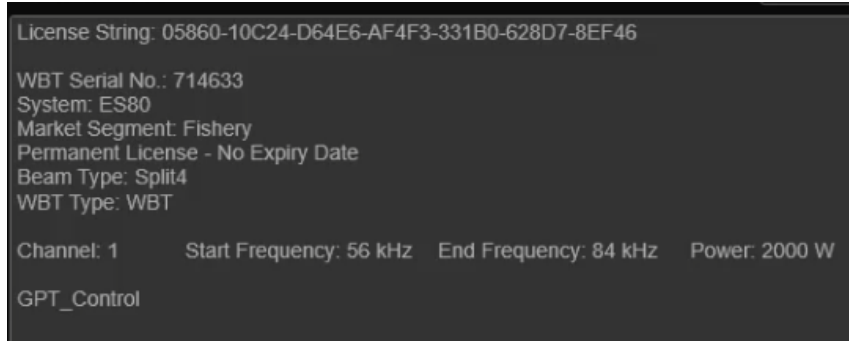 License String: 05860-10C24-D64E6-AF4F3-331B0-628D7-8EF46
WBT Serial No.: 714633
System: ES80
Market Segment: Fishery
Permanent License - No Expiry Date
Beam Type: Split4
WBT Type: WBT
Channel: 1 Start Frequency: 56 kHz End Frequency: 84 kHz Power: 2000 W
GPT_Control